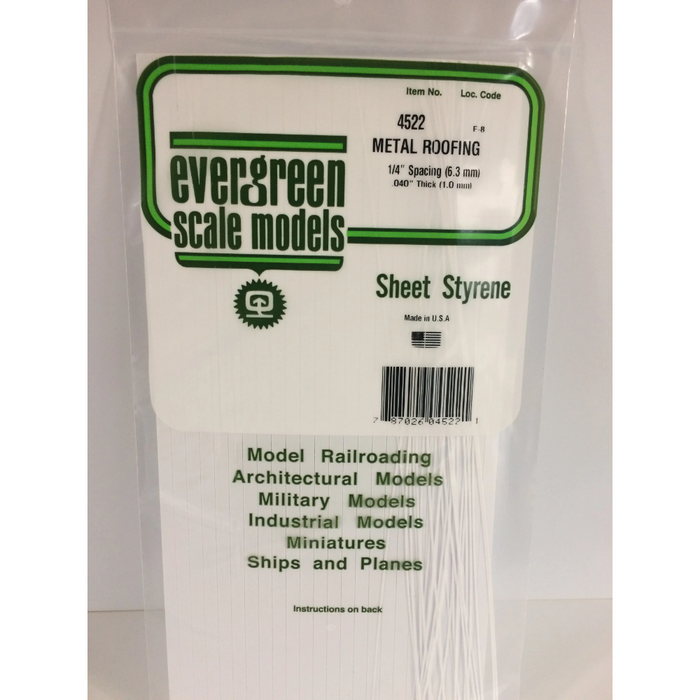 Item No. Loc. Code
4522 F-8
METAL ROOFING
1/4" Spacing (6.3 mm)
.040" Thick (1.0 mm)
evergreen
scale models
Sheet Styrene
Made in U.S.A
7 87026 04522 1
Model Railroading
Architectural Models
Military Models
Industrial Models
Miniatures
Ships and Planes
Instructions on back